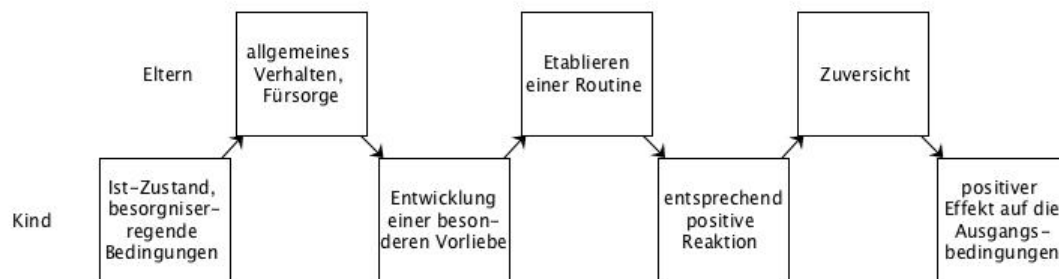 Eltern
allgemeines
Verhalten,
Fürsorge
Etablieren
einer Routine
Zuversicht
Kind
Ist-Zustand,
besorgniser-
regende
Bedingungen
Entwicklung
einer beson-
deren Vorliebe
entsprechend
positive
Reaktion
positiver
Effekt auf die
Ausgangs-
bedingungen